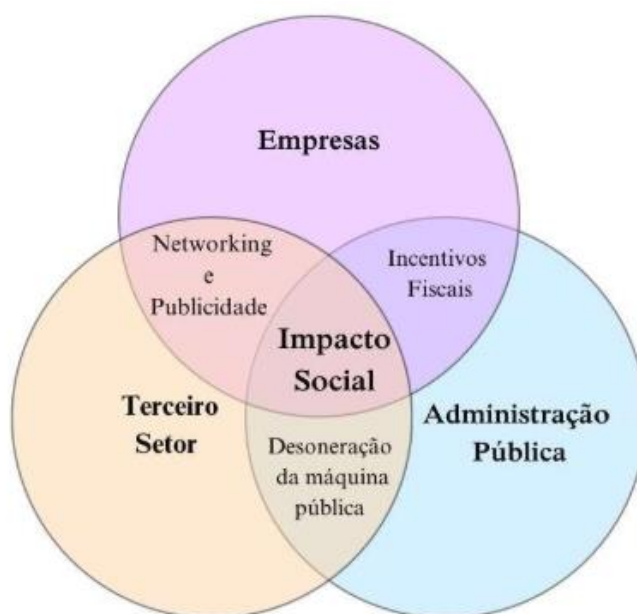 Empresas
Networking
e
Publicidade
Incentivos
Fiscais
Impacto
Social
Terceiro
Setor
Administração
Pública
Desoneração
da máquina
pública